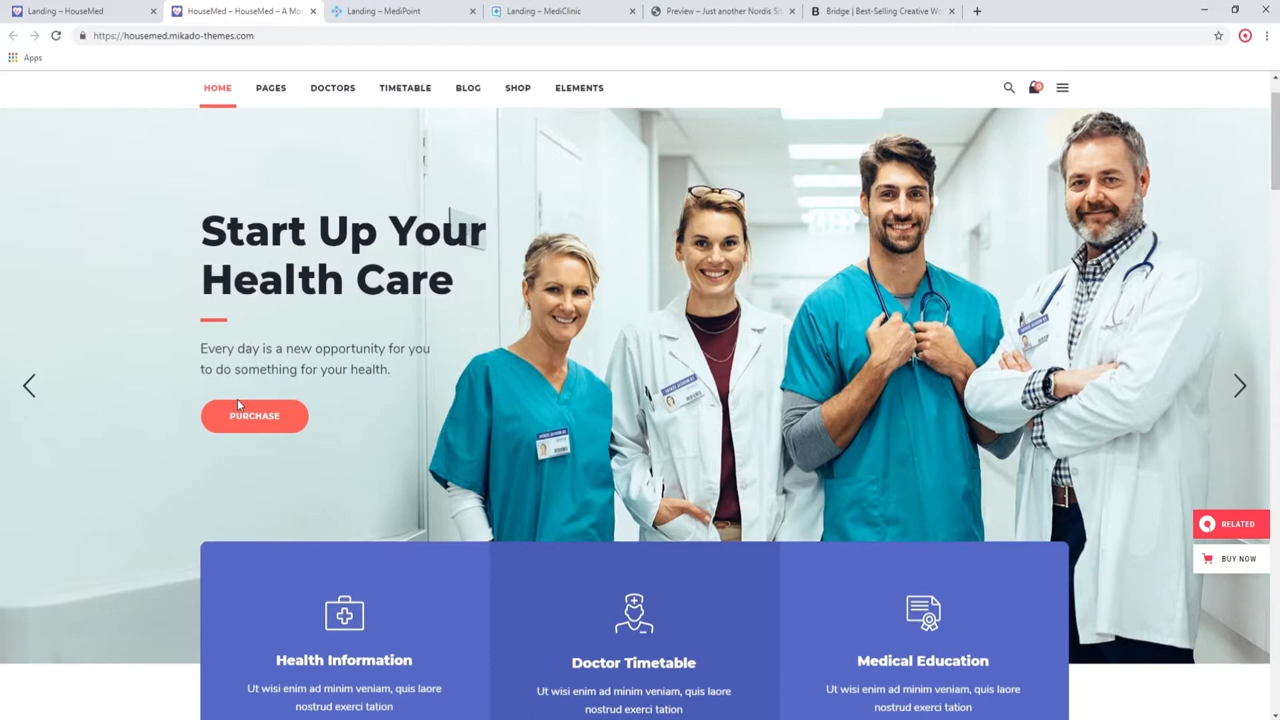 Landing – HouseMed
HouseMed – HouseMed – A Mo
Landing – MediPoint
Landing – MediClinic
Preview – Just another Nordis Si
Bridge | Best-Selling Creative Wo
https://housemed.mikado-themes.com
Apps
HOME
PAGES
DOCTORS
TIMETABLE
BLOG
SHOP
ELEMENTS
0
Start Up Your
Health Care
Every day is a new opportunity for you
to do something for your health.
PURCHASE
RELATED
BUY NOW
Health Information
Ut wisi enim ad minim veniam, quis laore
nostrud exerci tation
Doctor Timetable
Ut wisi enim ad minim veniam, quis laore
nostrud exerci tation
Medical Education
Ut wisi enim ad minim veniam, quis laore
nostrud exerci tation